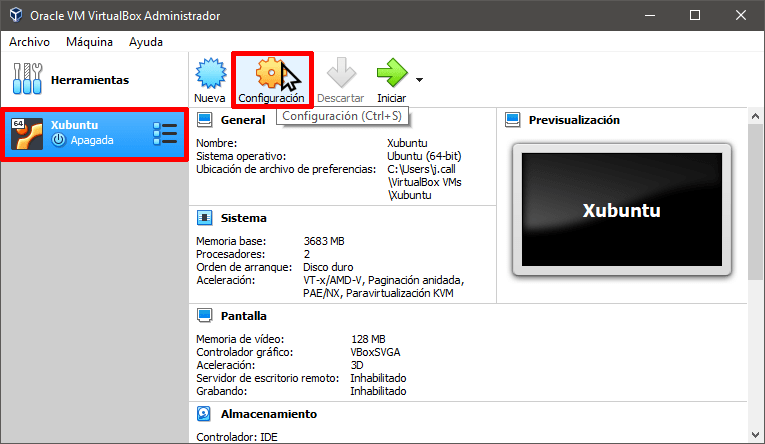 Oracle VM VirtualBox Administrador
Archivo Máquina Ayuda
Herramientas
Nueva Configuración Descartar Iniciar
Configuración (Ctrl+S)
64
Xubuntu
Apagada
General
Nombre: Xubuntu
Sistema operativo: Ubuntu (64-bit)
Ubicación de archivo de preferencias: C:\Users\j.call
\VirtualBox VMs
\Xubuntu
Previsualización
Xubuntu
Sistema
Memoria base: 3683 MB
Procesadores: 2
Orden de arranque: Disco duro
Aceleración: VT-x/AMD-V, Paginación anidada,
PAE/NX, Paravirtualización KVM
Pantalla
Memoria de vídeo: 128 MB
Controlador gráfico: VBoxSVGA
Aceleración: 3D
Servidor de escritorio remoto: Inhabilitado
Grabando: Inhabilitado
Almacenamiento
Controlador: IDE